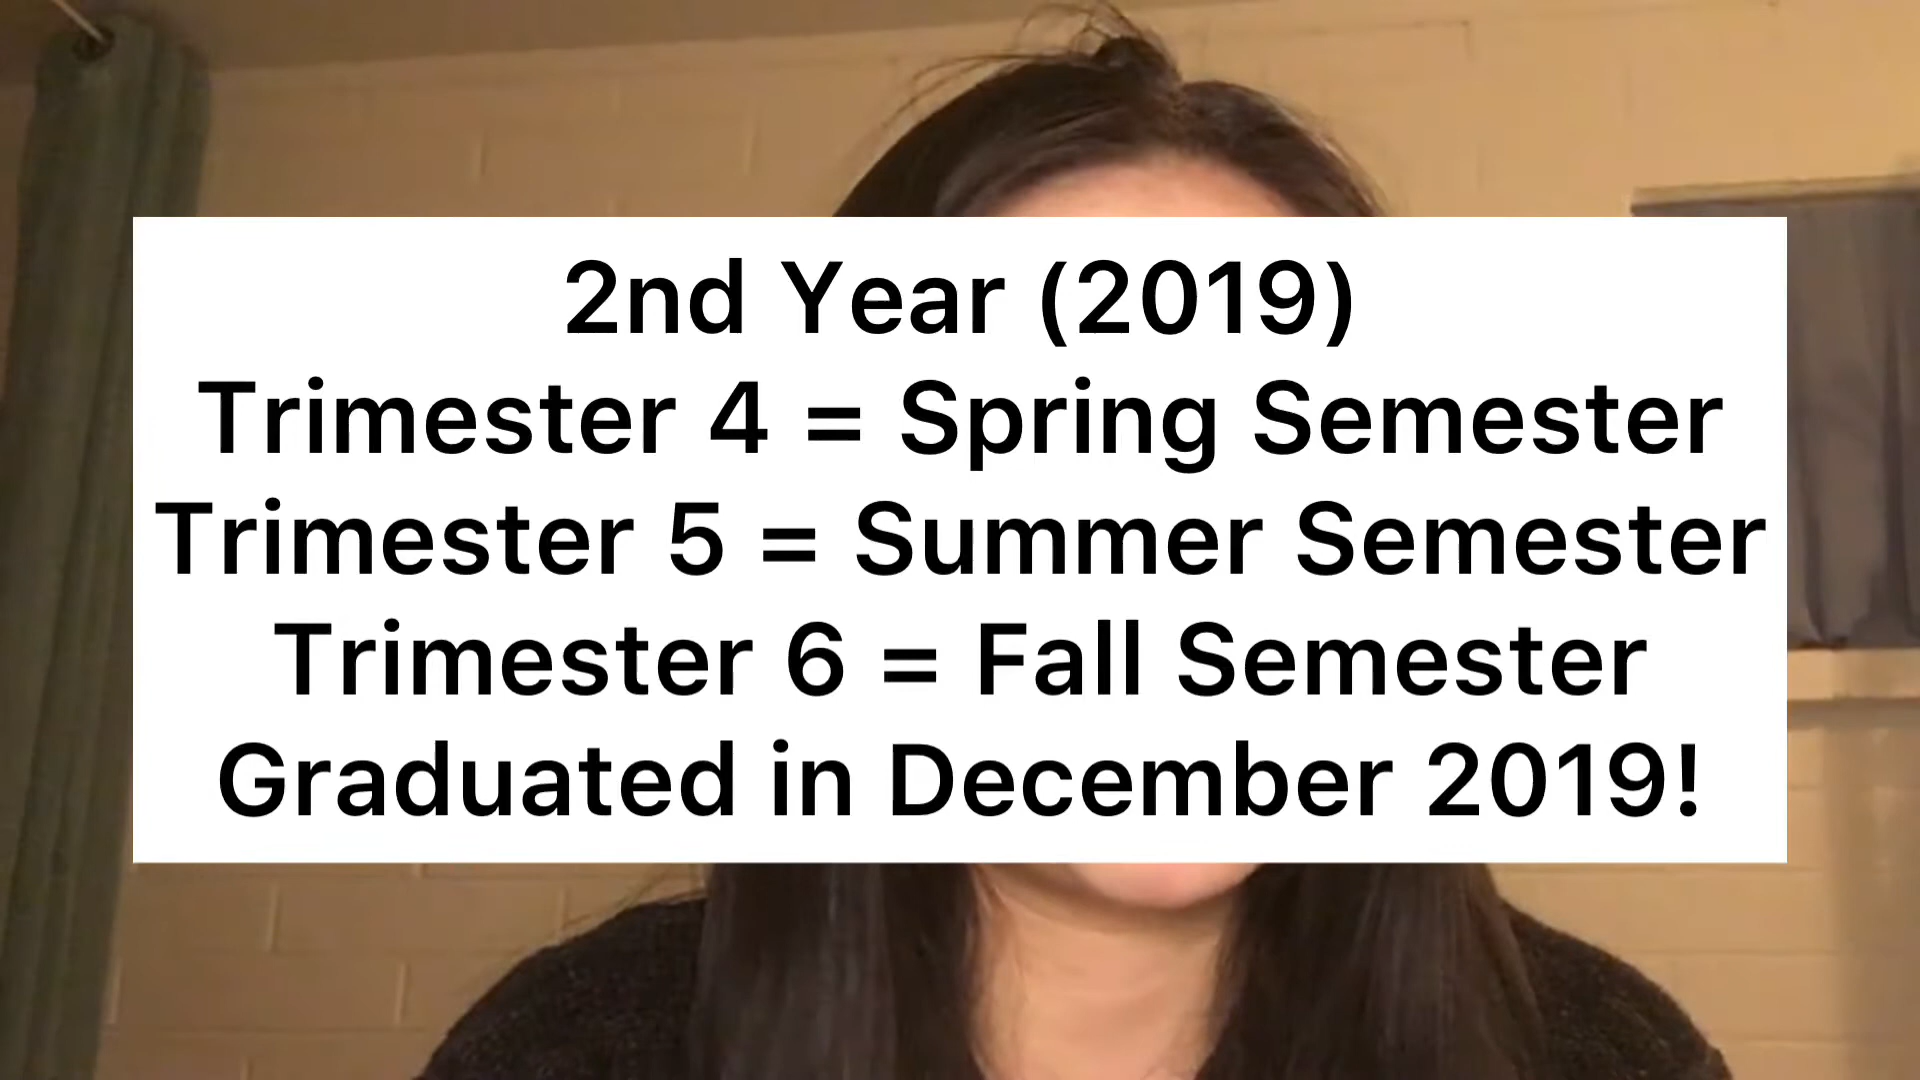 2nd Year (2019)
Trimester 4 = Spring Semester
Trimester 5 = Summer Semester
Trimester 6 = Fall Semester
Graduated in December 2019!